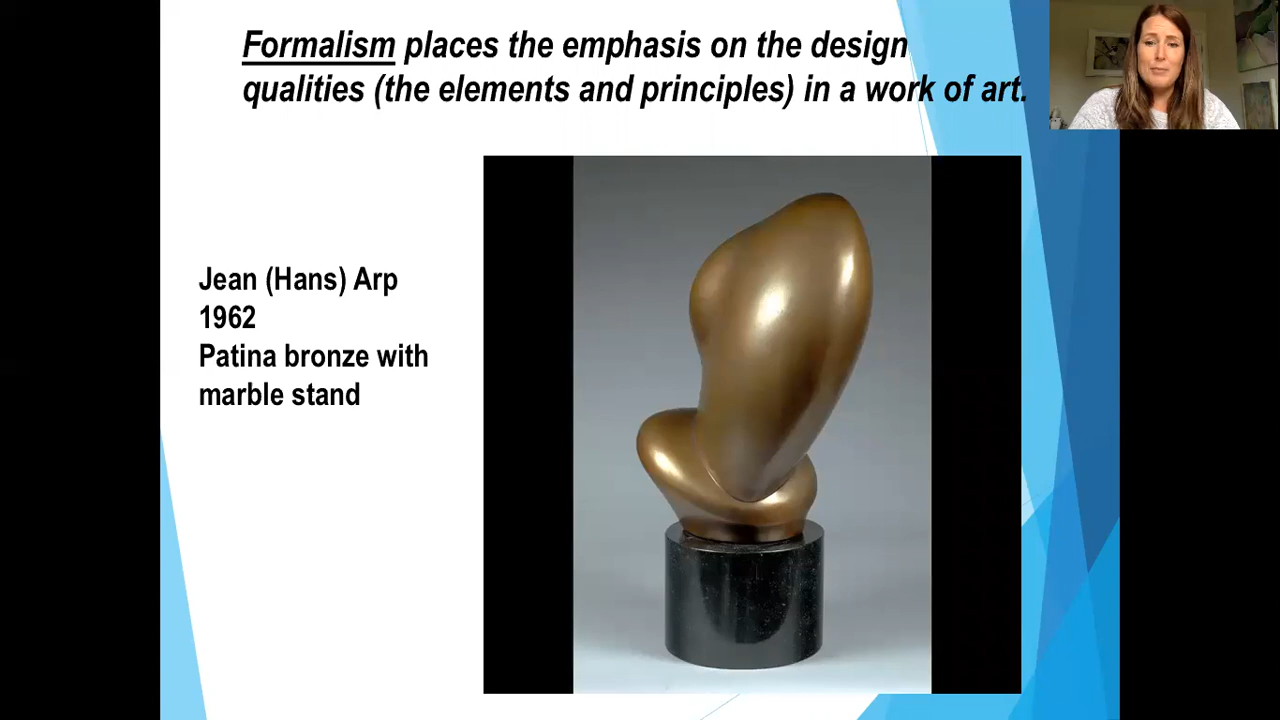 Formalism places the emphasis on the design
qualities (the elements and principles) in a work of art.
Jean (Hans) Arp
1962
Patina bronze with
marble stand